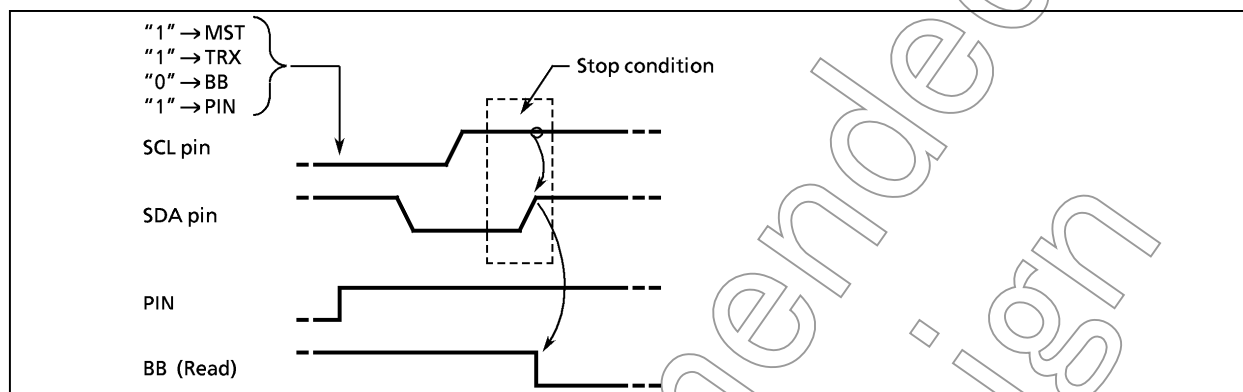 “1” → MST
“1” → TRX
“0” → BB
“1” → PIN
Stop condition
SCL pin
SDA pin
PIN
BB (Read)